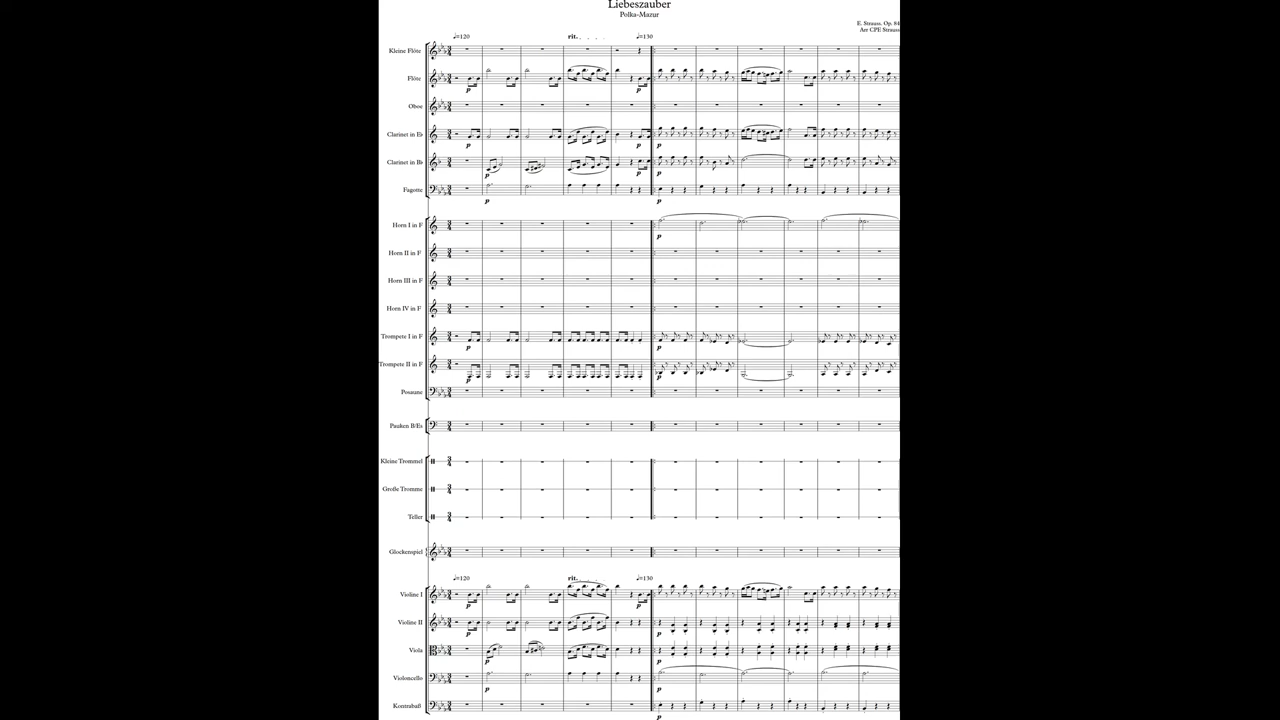 Liebeszauber
Polka-Mazur
E. Strauss. Op. 84
Arr CPE Strauss
♩=120 rit. ♩=130
Kleine Flöte
Flöte
p p
Oboe
Clarinet in E♭
p p
Clarinet in B♭
p p
Fagotte
p p
Horn I in F
p
Horn II in F
Horn III in F
Horn IV in F
Trompete I in F
p p
Trompete II in F
p p
Posaune
Pauken B/Es
Kleine Trommel
Große Tromme
Teller
Glockenspiel
♩=120 rit. ♩=130
Violine I
p p
Violine II
p p
Viola
p p
Violoncello
p p
Kontrabaß
p